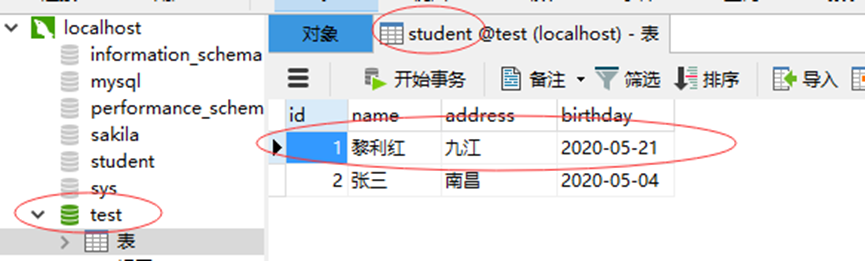 localhost
information_schema
mysql
performance_schem
sakila
student
sys
test
表
对象
student @test (localhost) - 表
开始事务 备注 筛选 排序 导入
id name address birthday
1 黎利红 九江 2020-05-21
2 张三 南昌 2020-05-04